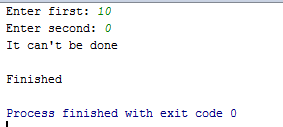 Enter first: 10
Enter second: 0
It can't be done
Finished
Process finished with exit code 0